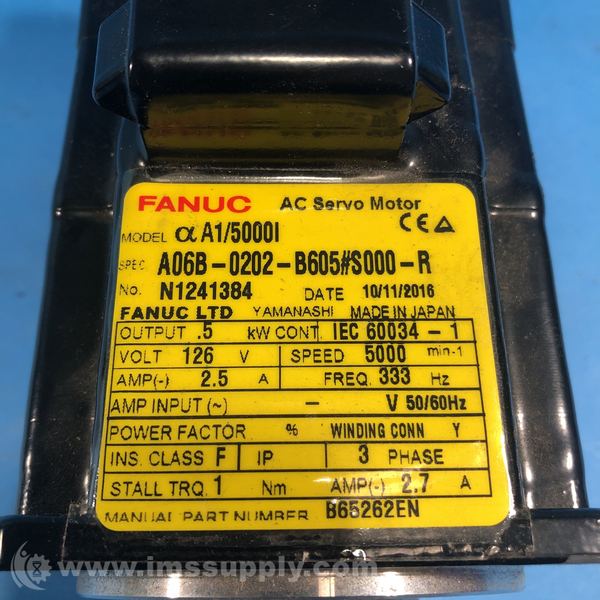 FANUC AC Servo Motor
MODEL α A1/5000I CE
SPEC A06B-0202-B605#S000-R
No. N1241384 DATE 10/11/2016
FANUC LTD YAMANASHI MADE IN JAPAN
OUTPUT .5 kW CONT. IEC 60034-1
VOLT 126 V SPEED 5000 min-1
AMP(~) 2.5 A FREQ. 333 Hz
AMP INPUT (~) - V 50/60Hz
POWER FACTOR % WINDING CONN Y
INS. CLASS F IP 3 PHASE
STALL TRQ. 1 Nm AMP(~) 2.7 A
MANUAL PART NUMBER B65262EN
© www.imssupply.com